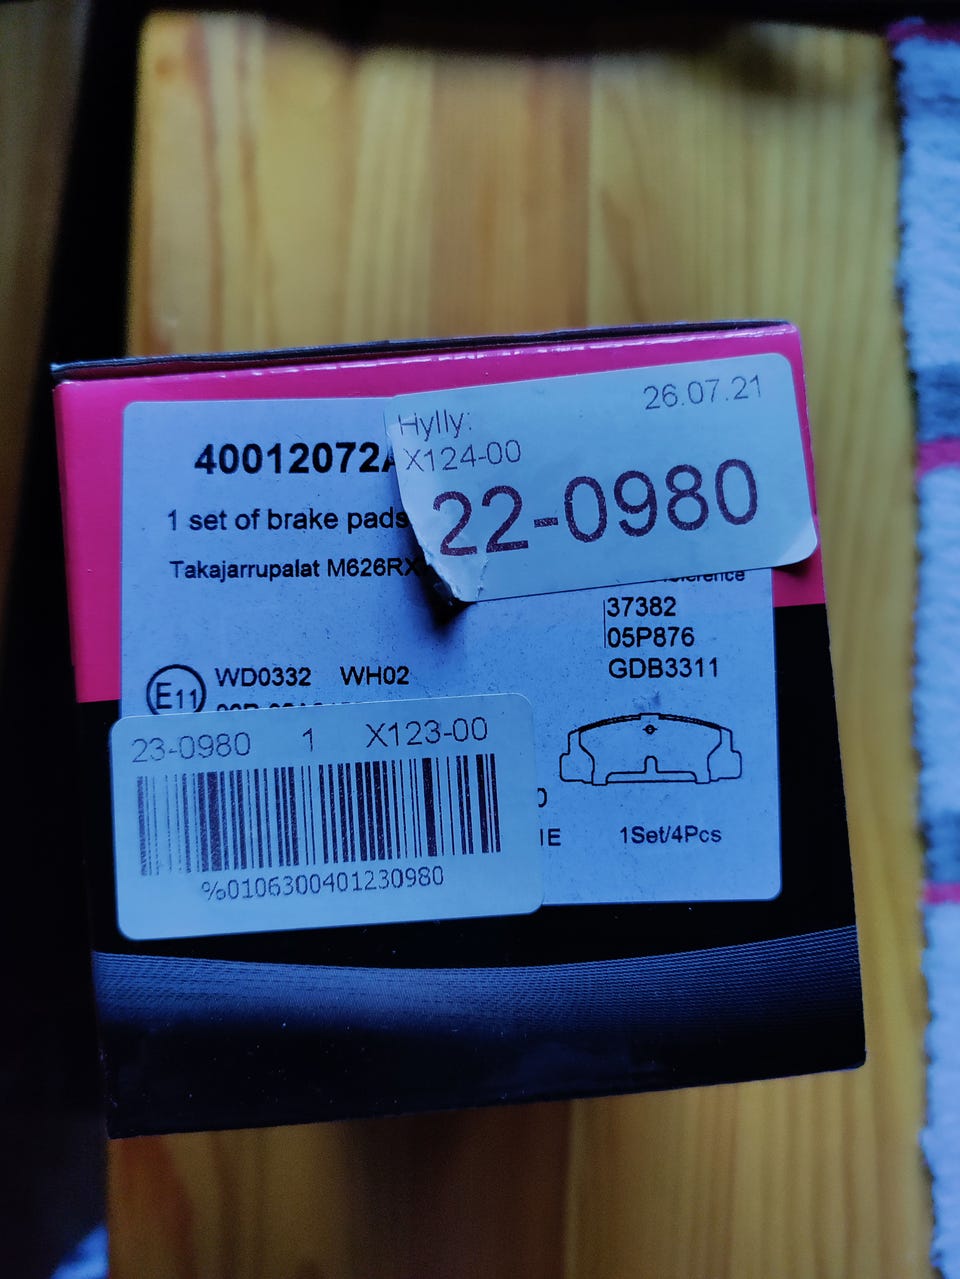 26.07.21
Hylly:
X124-00
22-0980
40012072
1 set of brake pads
Takajarrupalat M626RX
37382
05P876
GDB3311
E11
WD0332 WH02
23-0980 1 X123-00
%0106300401230980
1Set/4Pcs